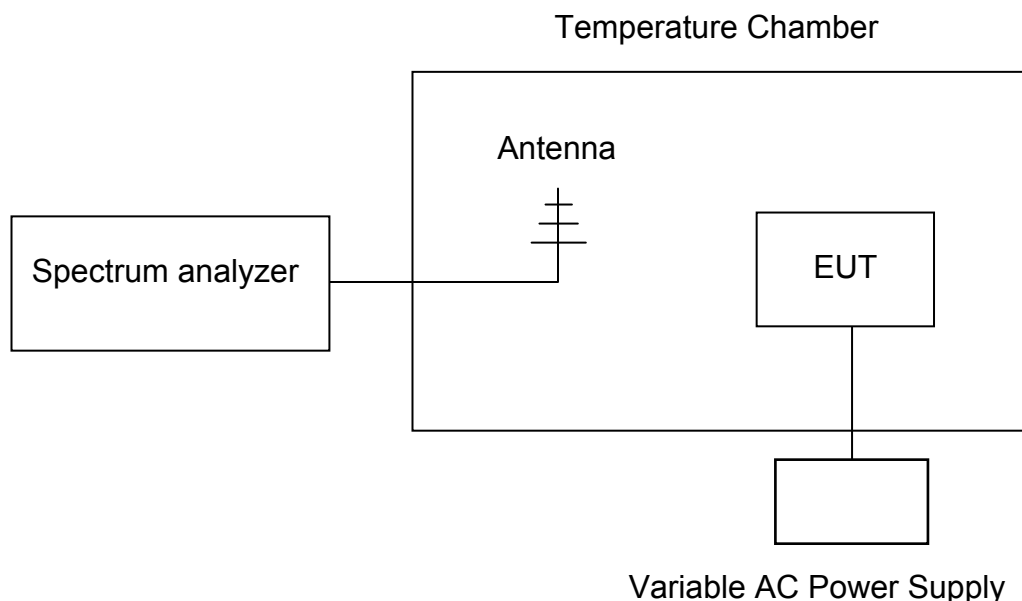 Temperature Chamber
Antenna
Spectrum analyzer
EUT
Variable AC Power Supply